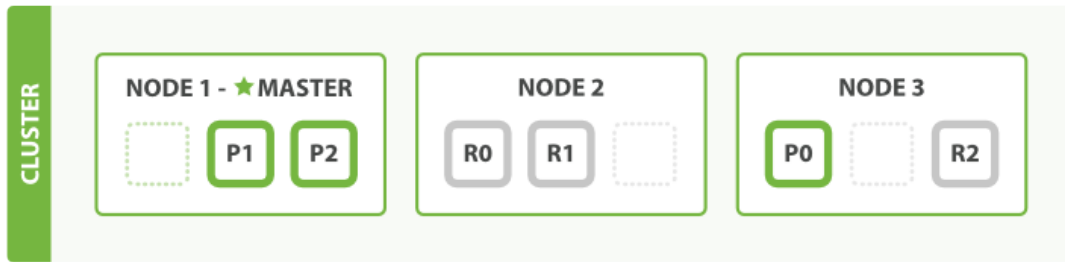 CLUSTER
NODE 1 - ★ MASTER
P1
P2
NODE 2
R0
R1
NODE 3
P0
R2